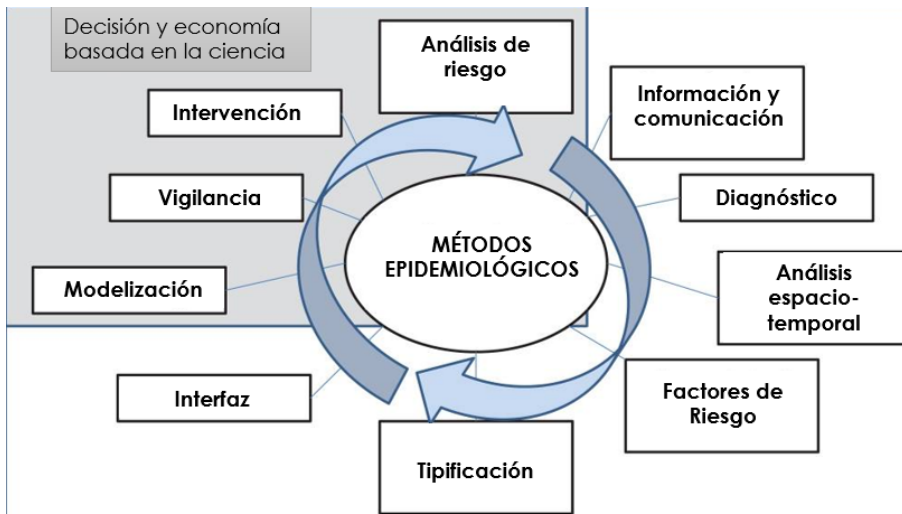 Decisión y economía
basada en la ciencia
Análisis de
riesgo
Información y
comunicación
Diagnóstico
Análisis
espacio-
temporal
Factores de
Riesgo
Tipificación
Interfaz
Modelización
Vigilancia
Intervención
MÉTODOS
EPIDEMIOLÓGICOS